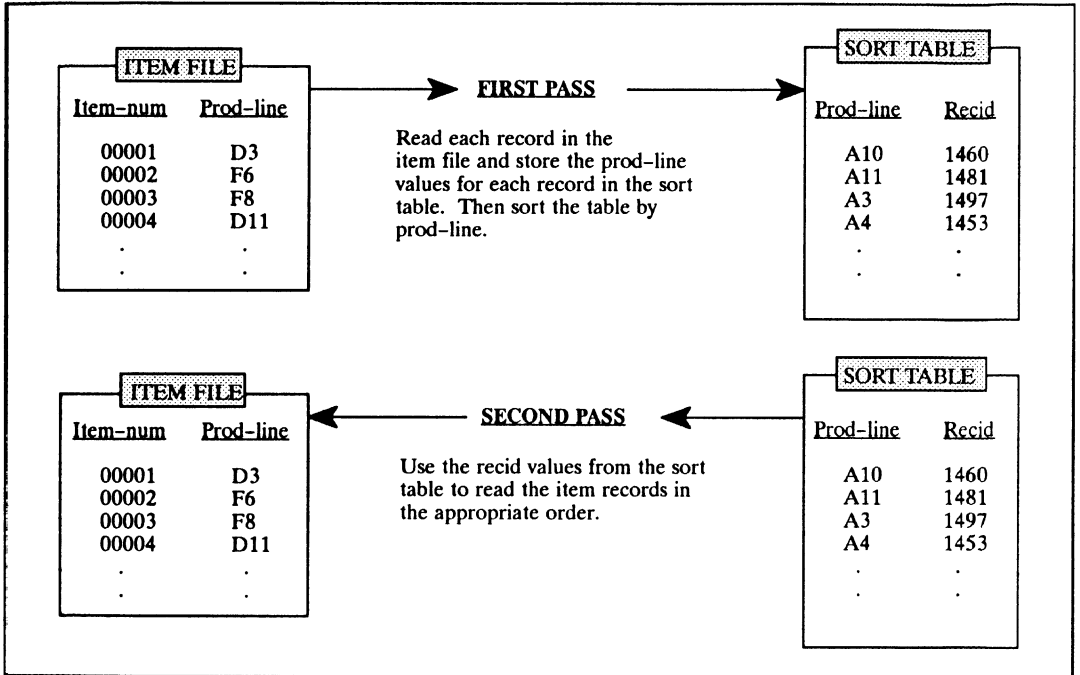 ITEM FILE
Item-num Prod-line
00001 D3
00002 F6
00003 F8
00004 D11
. .
. .
FIRST PASS
Read each record in the
item file and store the prod-line
values for each record in the sort
table. Then sort the table by
prod-line.
SORT TABLE
Prod-line Recid
A10 1460
A11 1481
A3 1497
A4 1453
. .
. .
ITEM FILE
Item-num Prod-line
00001 D3
00002 F6
00003 F8
00004 D11
. .
. .
SECOND PASS
Use the recid values from the sort
table to read the item records in
the appropriate order.
SORT TABLE
Prod-line Recid
A10 1460
A11 1481
A3 1497
A4 1453
. .
. .